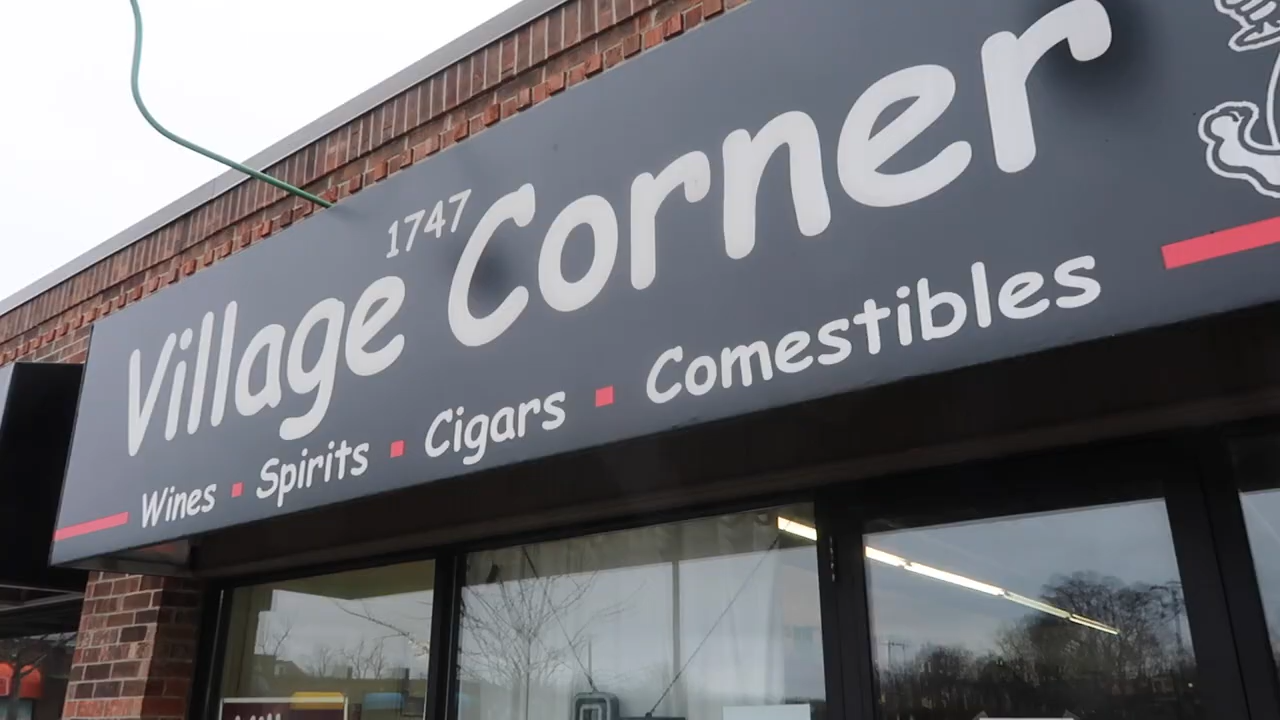 1747
Village Corner
Wines ▪ Spirits ▪ Cigars ▪ Comestibles